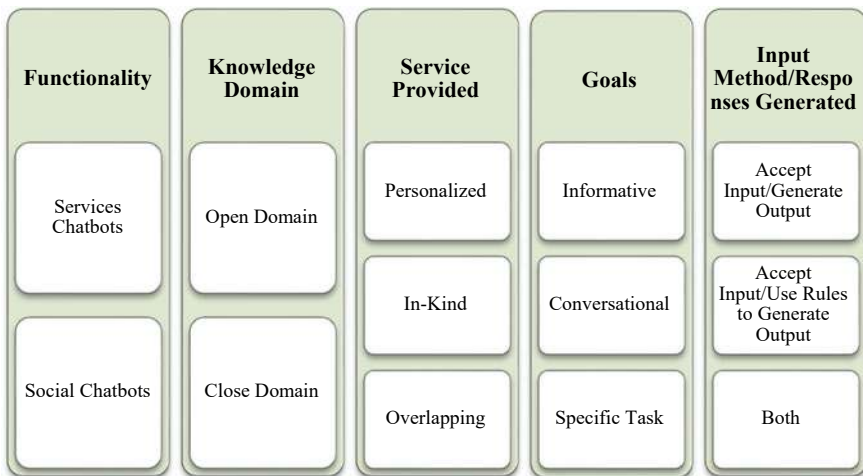 Functionality
Services
Chatbots
Social Chatbots
Knowledge
Domain
Open Domain
Close Domain
Service
Provided
Personalized
In-Kind
Overlapping
Goals
Informative
Conversational
Specific Task
Input
Method/Respo
nses Generated
Accept
Input/Generate
Output
Accept
Input/Use Rules
to Generate
Output
Both